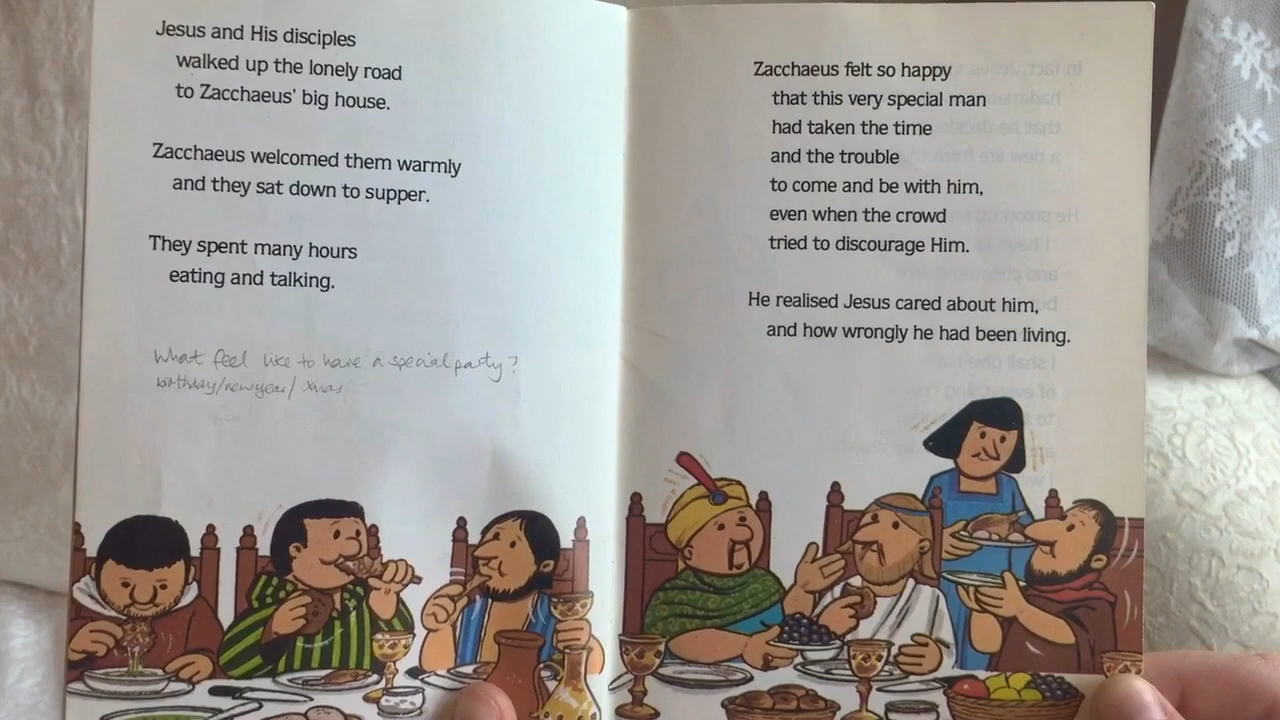 Jesus and His disciples
walked up the lonely road
to Zacchaeus' big house.
Zacchaeus welcomed them warmly
and they sat down to supper.
They spent many hours
eating and talking.
What feel like to have a special party?
birthday/newyear/ xmas
Zacchaeus felt so happy
that this very special man
had taken the time
and the trouble
to come and be with him,
even when the crowd
tried to discourage Him.
He realised Jesus cared about him,
and how wrongly he had been living.